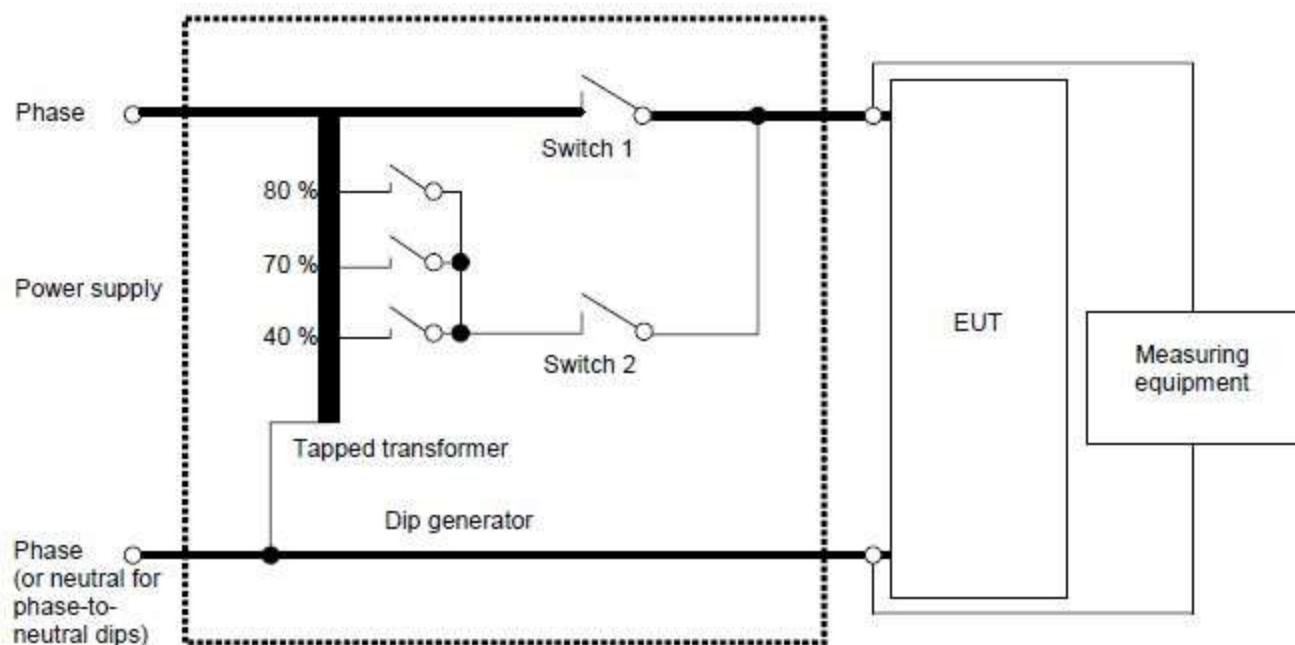 Phase
Switch 1
80 %
70 %
Power supply
40 %
Switch 2
EUT
Measuring
equipment
Tapped transformer
Dip generator
Phase
(or neutral for
phase-to-
neutral dips)